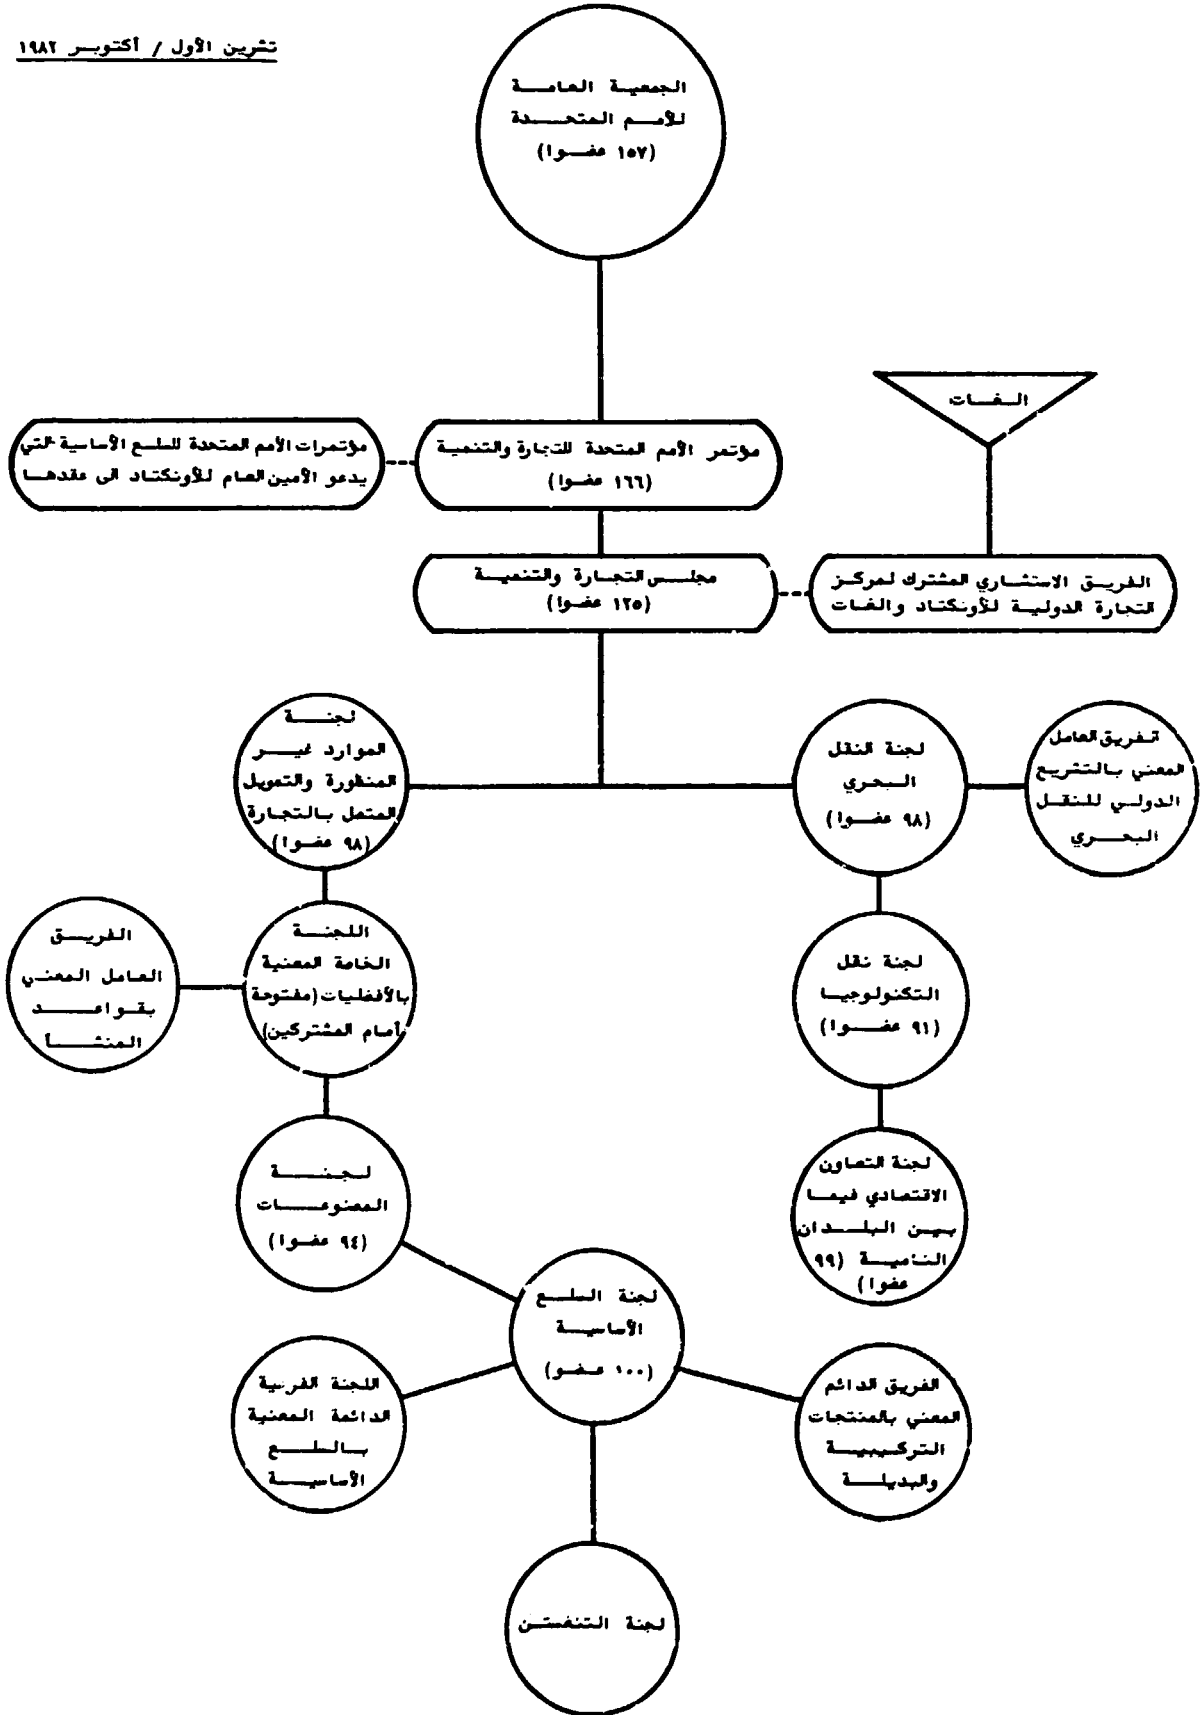 تشرين الأول / أكتوبر ١٩٨٢
الجمعية العامة
للأمم المتحدة
(١٥٧ عضوا)
الغات
مؤتمر الأمم المتحدة للتجارة والتنمية
(١٦٦ عضوا)
مؤتمرات الأمم المتحدة للسلع الأساسية التي
يدعو الأمين العام للأونكتاد الى عقدها
مجلس التجارة والتنمية
(١٢٥ عضوا)
الفريق الاستشاري المشترك لمركز
التجارة الدولية للأونكتاد والغات
لجنة
الموارد غير
المنظورة والتمويل
المتصل بالتجارة
(٩٨ عضوا)
لجنة النقل
البحري
(٩٨ عضوا)
الفريق العامل
المعني بالتشريع
الدولي للنقل
البحري
اللجنة
الخاصة المعنية
بالأفضليات (مفتوحة
أمام المشتركين)
الفريق
العامل المعني
بقواعد
المنشأ
لجنة نقل
التكنولوجيا
(٩١ عضوا)
لجنة
المصنوعات
(٩٤ عضوا)
لجنة التعاون
الاقتصادي فيما
بين البلدان
النامية (٩٩
عضوا)
لجنة السلع
الأساسية
(١٠٠ عضو)
اللجنة الفرعية
الدائمة المعنية
بالسلع
الأساسية
الفريق الدائم
المعني بالمنتجات
التركيبية
والبديلة
لجنة التنغستن